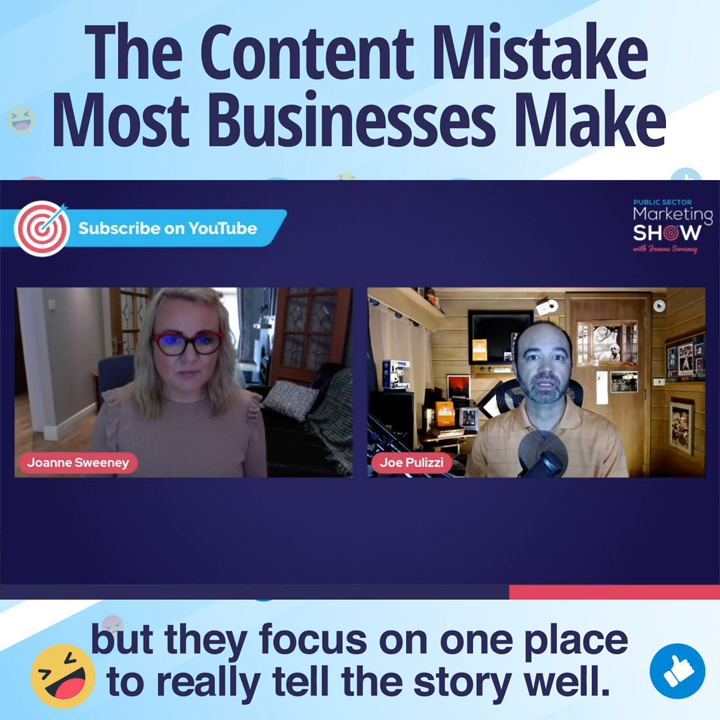 The Content Mistake
Most Businesses Make
Subscribe on YouTube
PUBLIC SECTOR
Marketing
SHOW
with Joanne Sweeney
Joanne Sweeney
Joe Pulizzi
but they focus on one place
to really tell the story well.